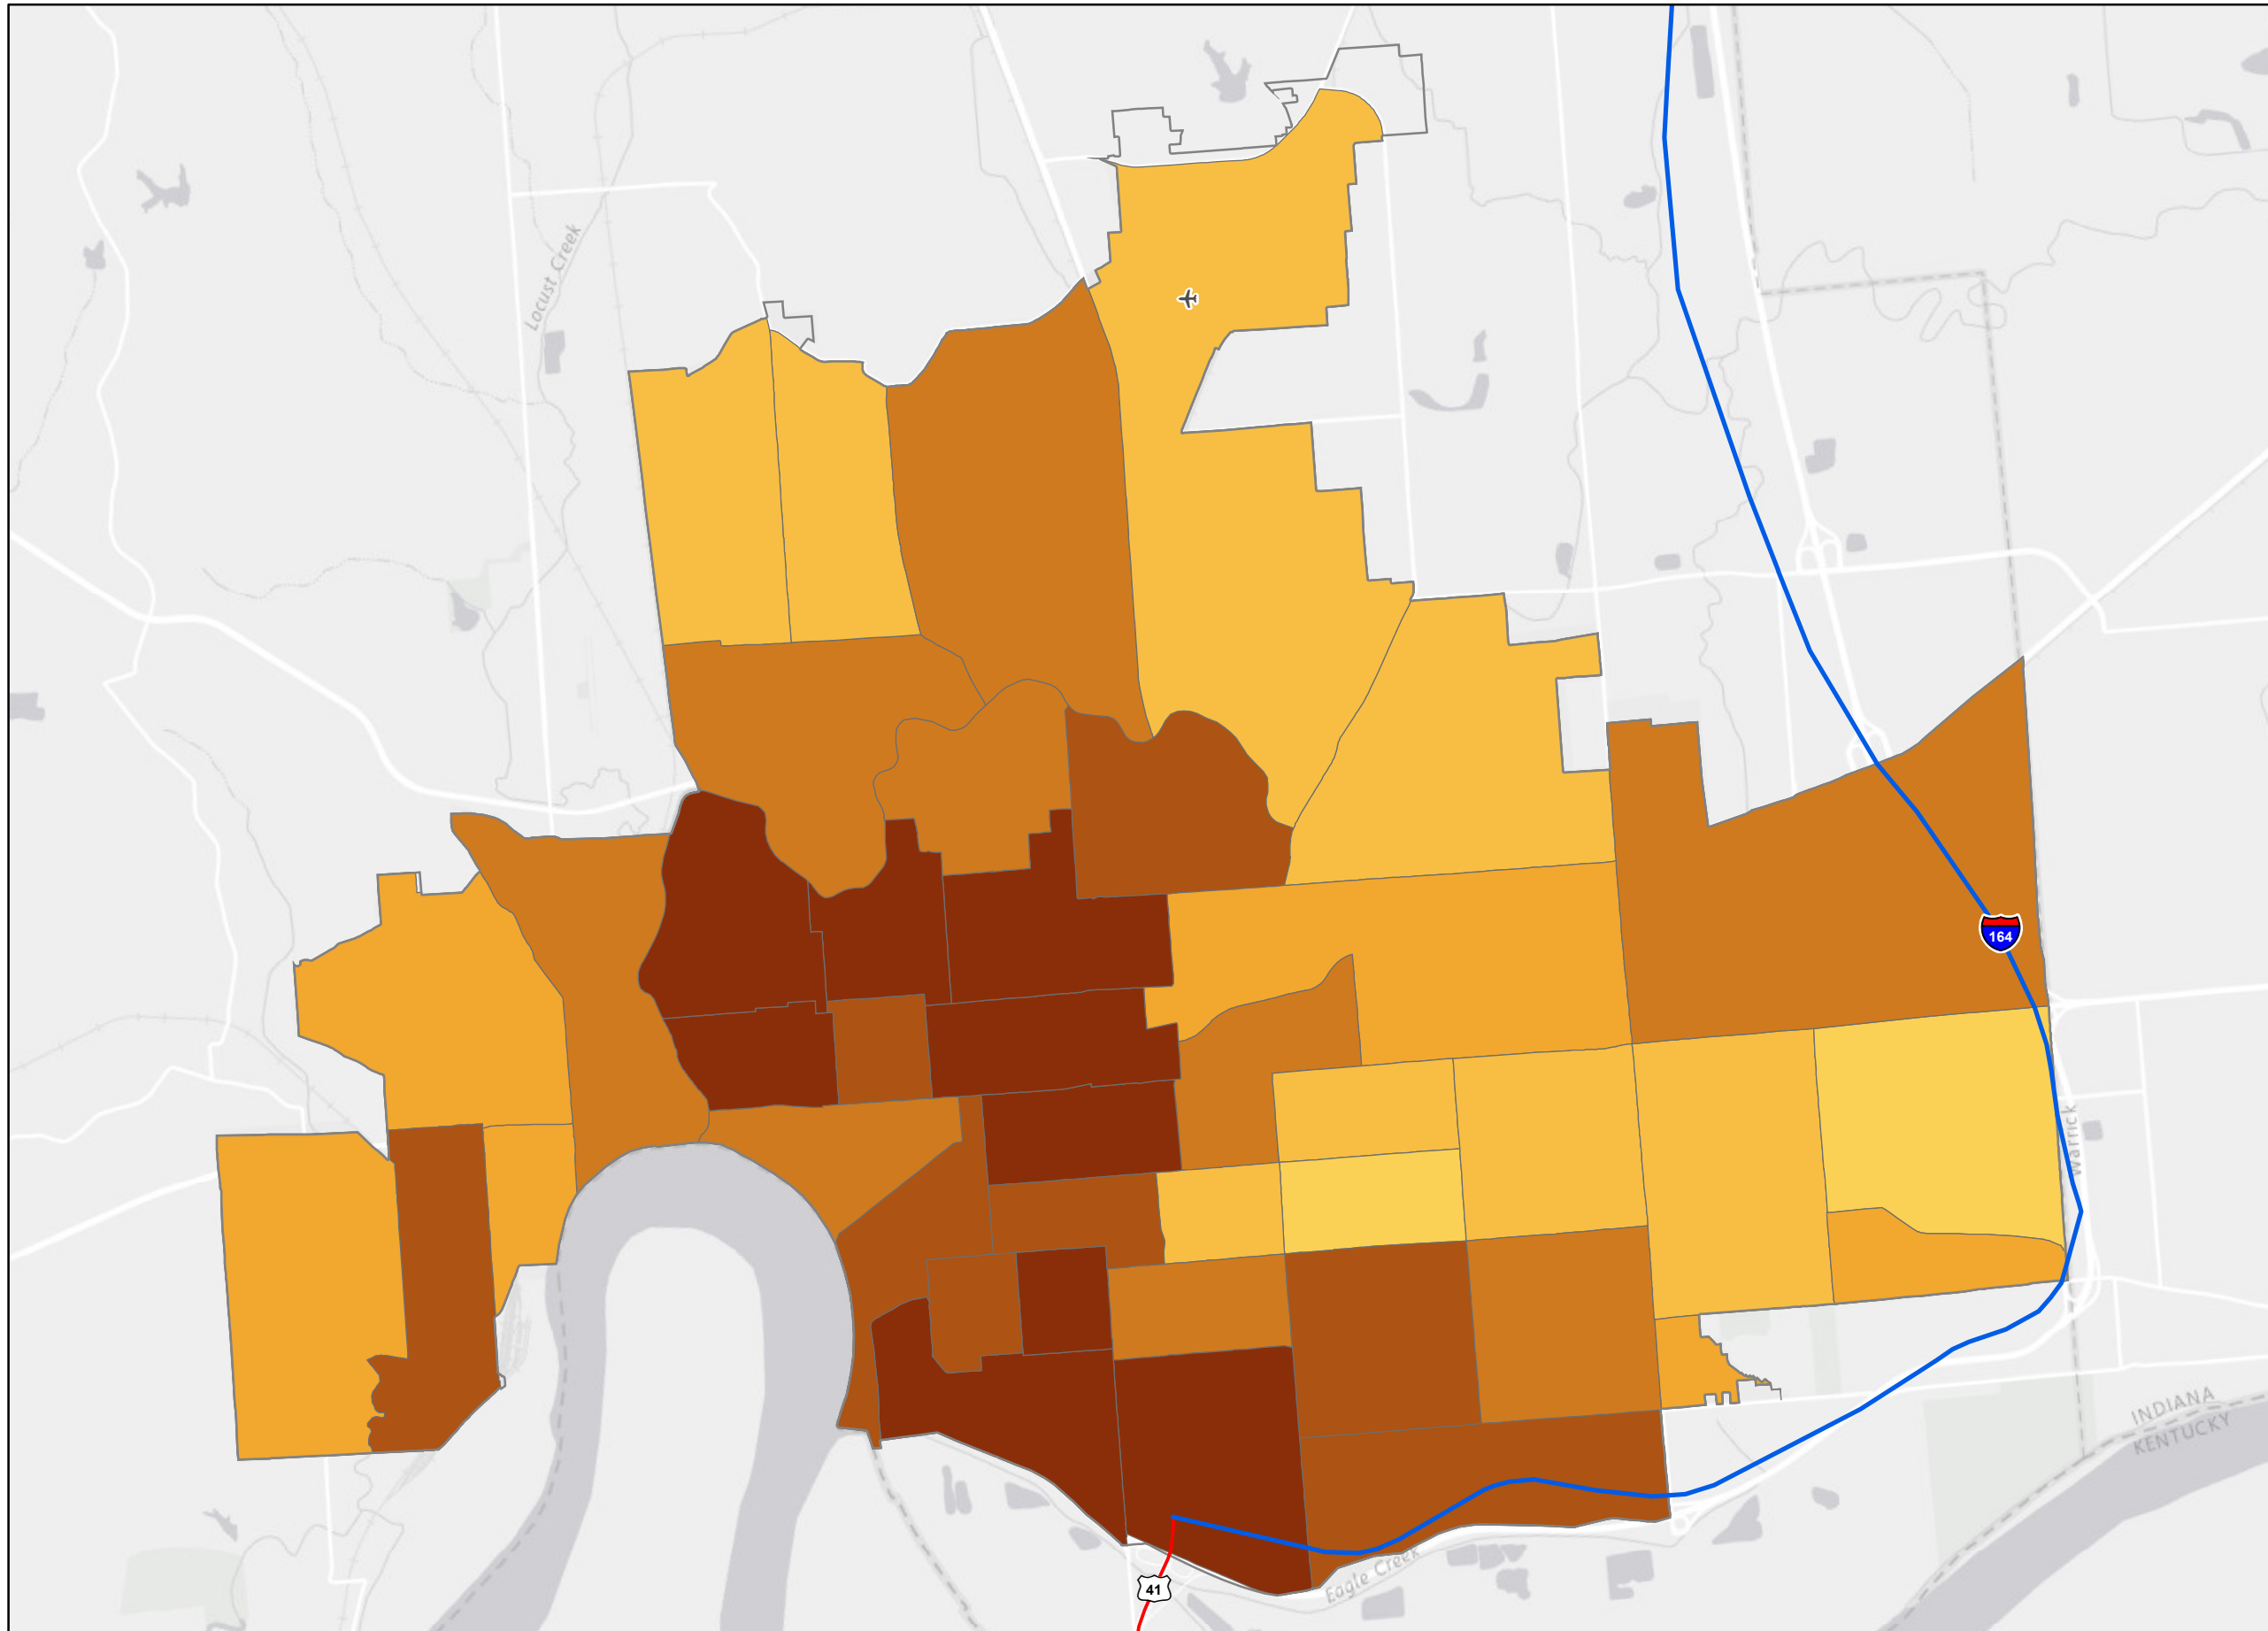 Locust Creek
164
Warrick
INDIANA
KENTUCKY
Eagle Creek
41